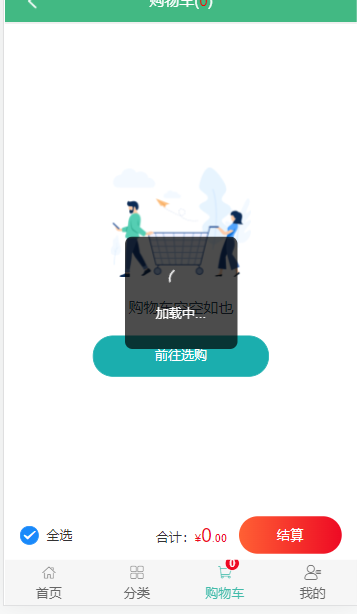 购物车(0)
购物车空空如也
加载中...
前往选购
全选
合计：¥0.00
结算
0
首页
分类
购物车
我的